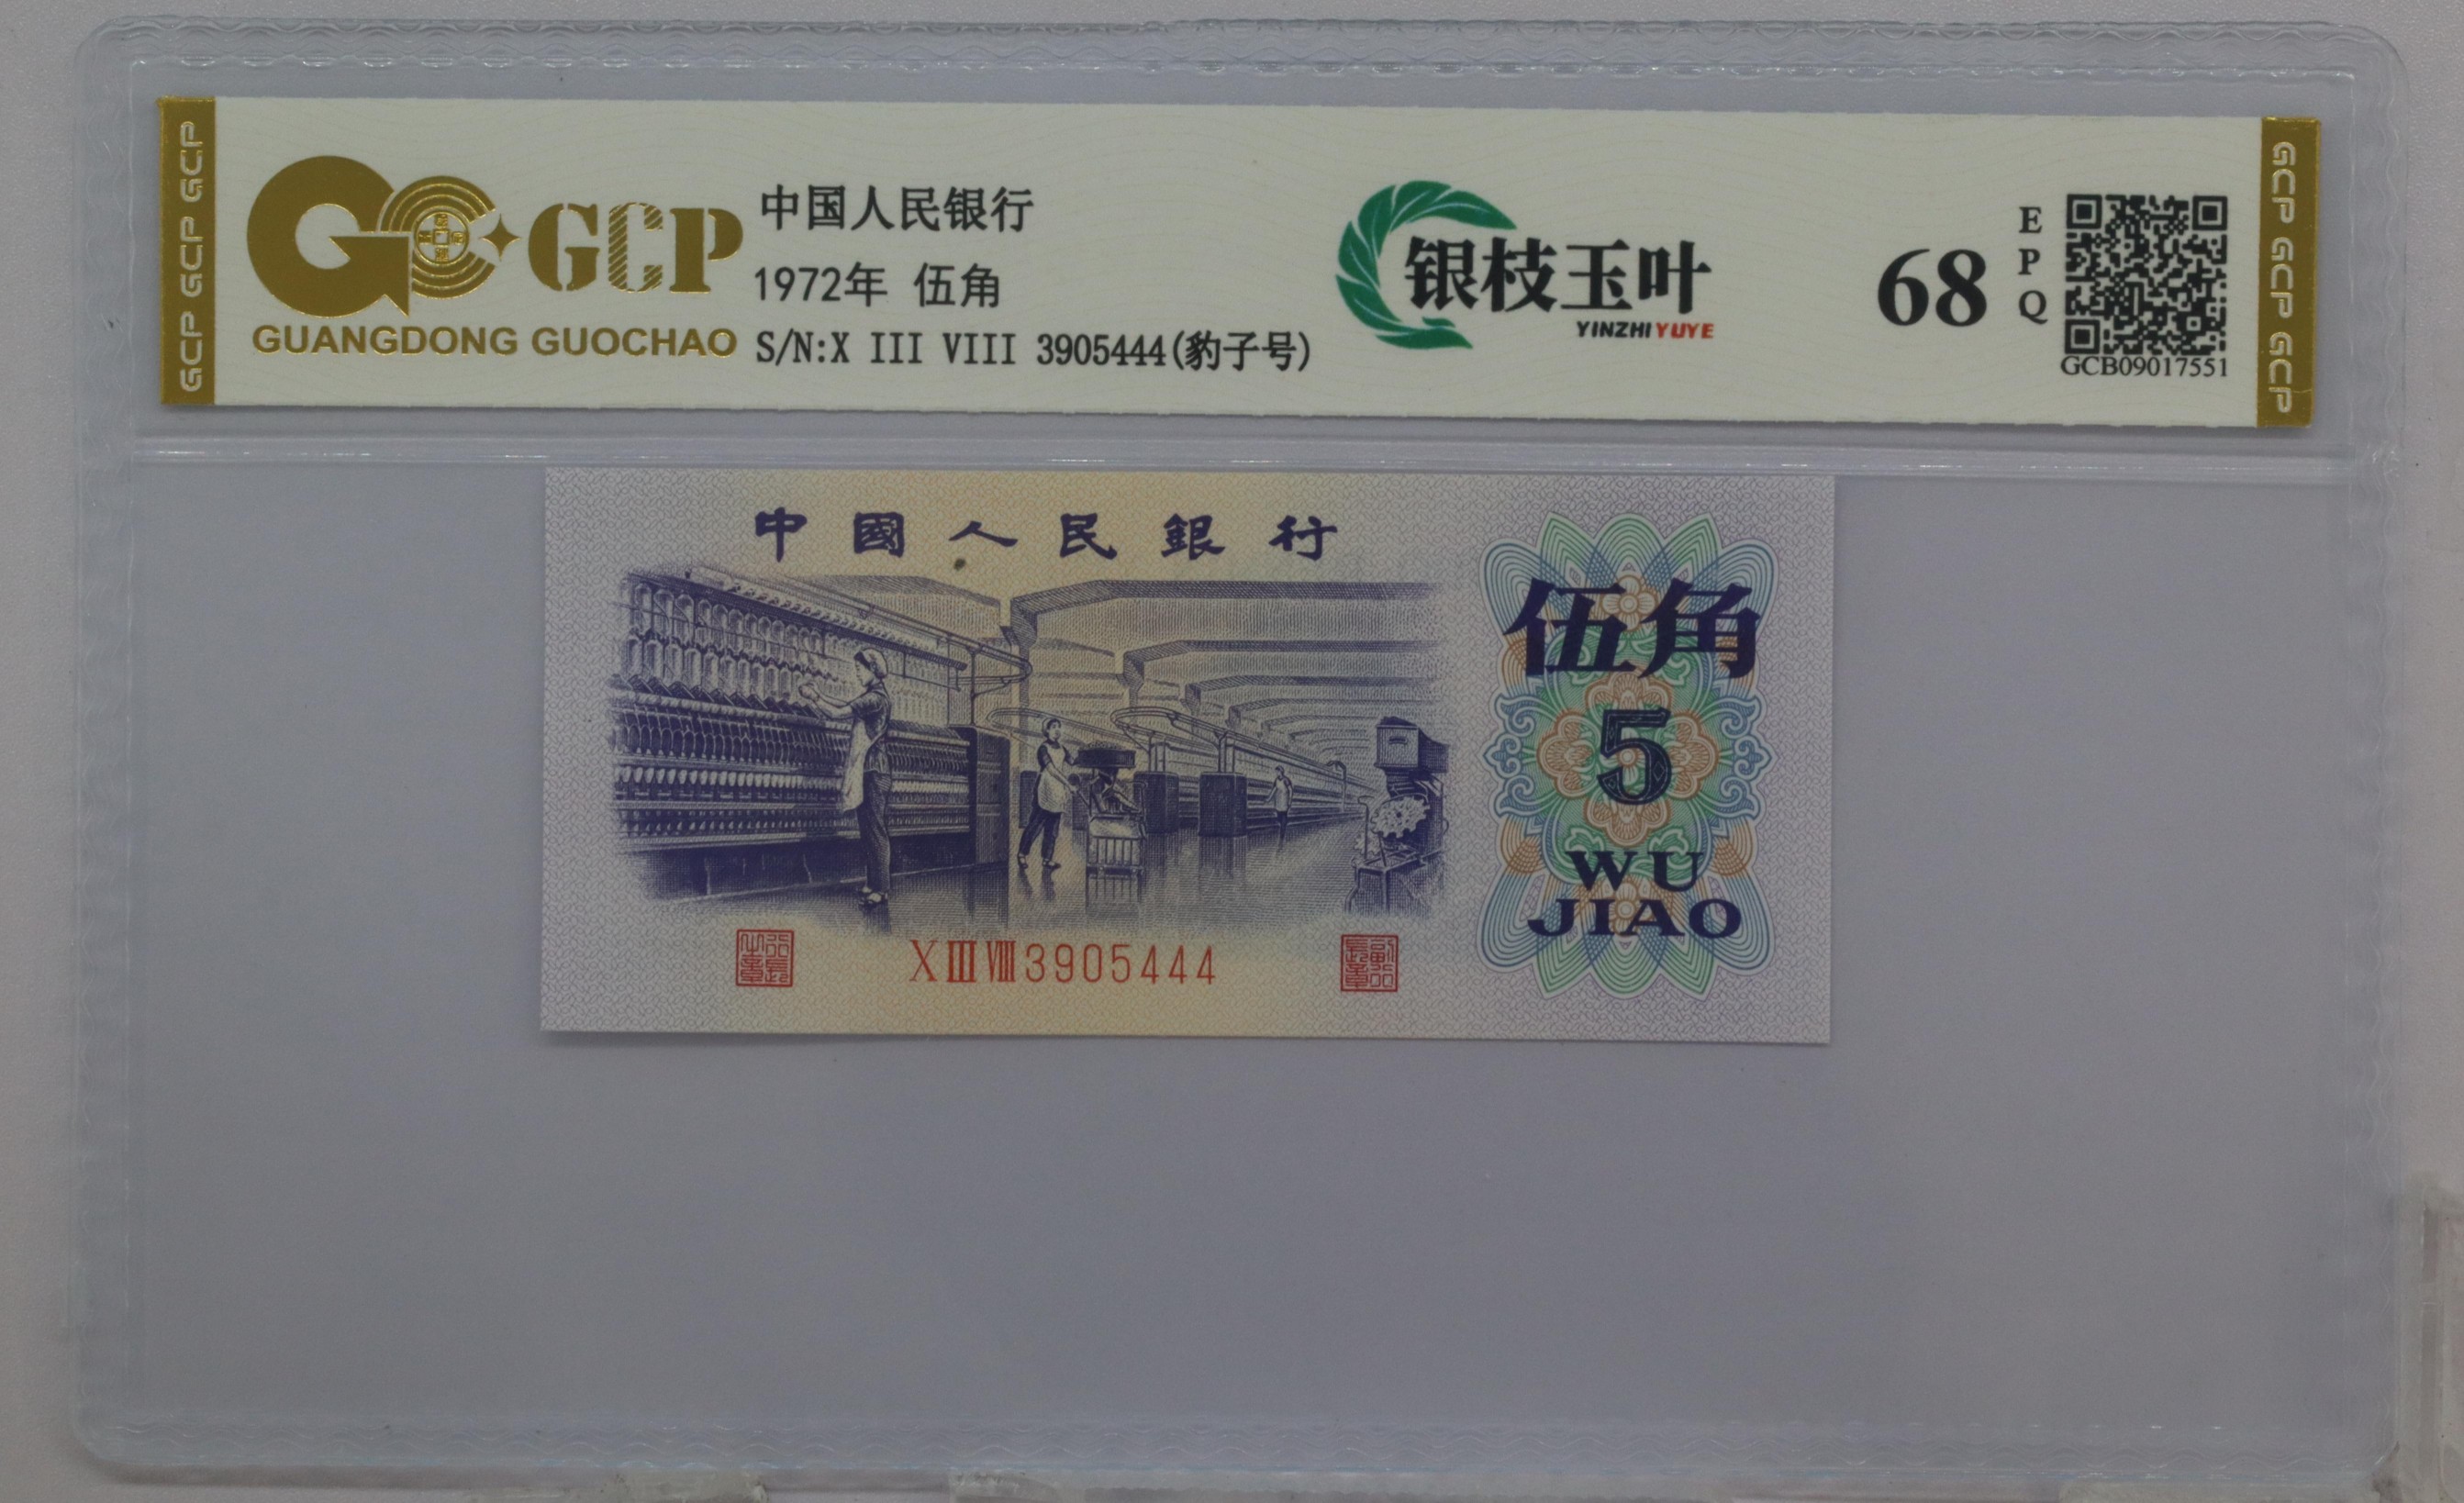 GCP GCP GCP
GCP
GUANGDONG GUOCHAO
中国人民银行
1972年 伍角
S/N:X III VIII 3905444(豹子号)
银枝玉叶
YINZHIYUYE
68
EPQ
GCB09017551
GCP GCP GCP
中國人民銀行
伍角
5
WU
JIAO
X III VIII 3905444